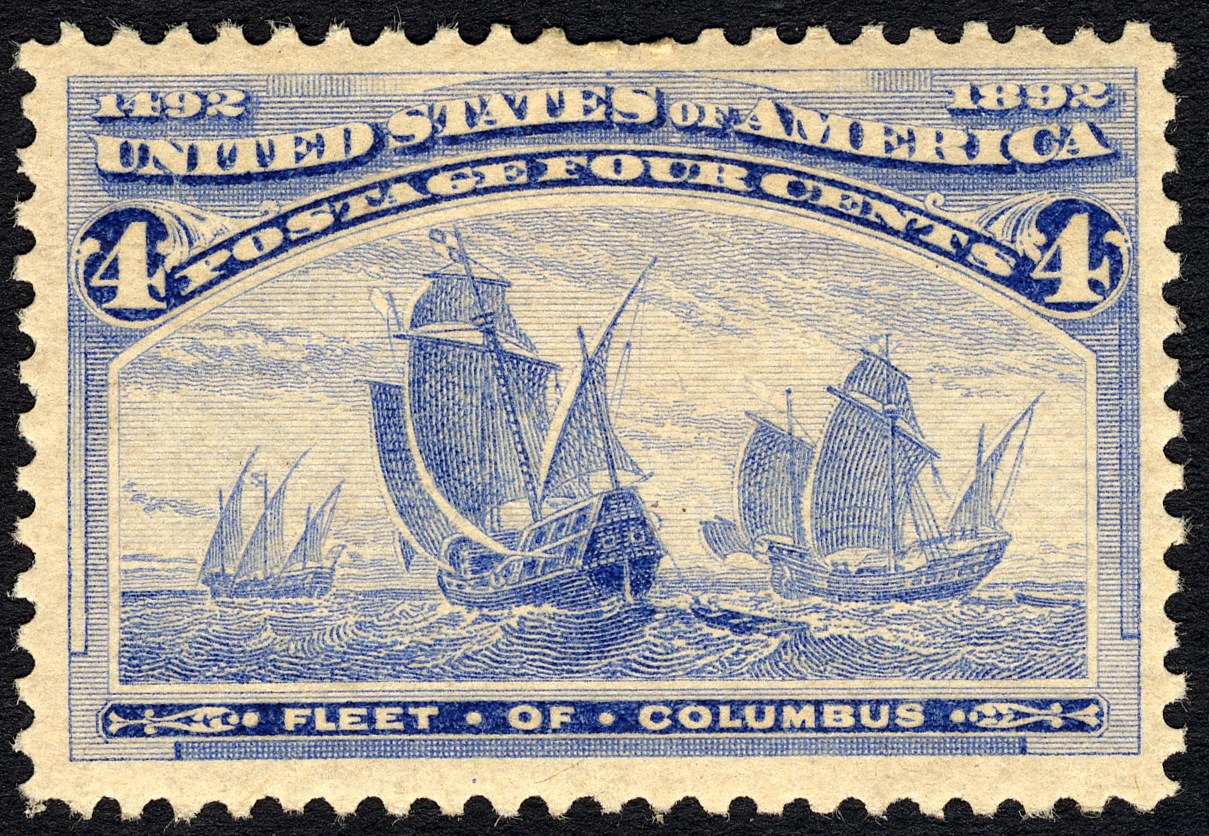 1492 1892
UNITED STATES OF AMERICA
POSTAGE FOUR CENTS
4 4
FLEET · OF · COLUMBUS